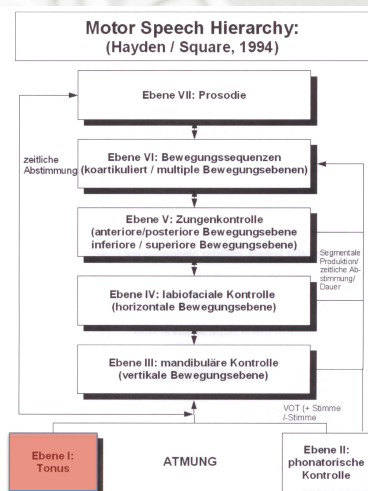 Motor Speech Hierarchy:
(Hayden / Square, 1994)
Ebene VII: Prosodie
zeitliche
Abstimmung
Ebene VI: Bewegungssequenzen
(koartikuliert / multiple Bewegungsebenen)
Ebene V: Zungenkontrolle
(anteriore/posteriore Bewegungsebene
inferiore / superiore Bewegungsebene)
Segmentale
Produktion/
zeitliche Ab-
stimmung/
Dauer
Ebene IV: labiofaciale Kontrolle
(horizontale Bewegungsebene)
Ebene III: mandibuläre Kontrolle
(vertikale Bewegungsebene)
VOT (+ Stimme
/-Stimme
Ebene I:
Tonus
ATMUNG
Ebene II:
phonatorische
Kontrolle